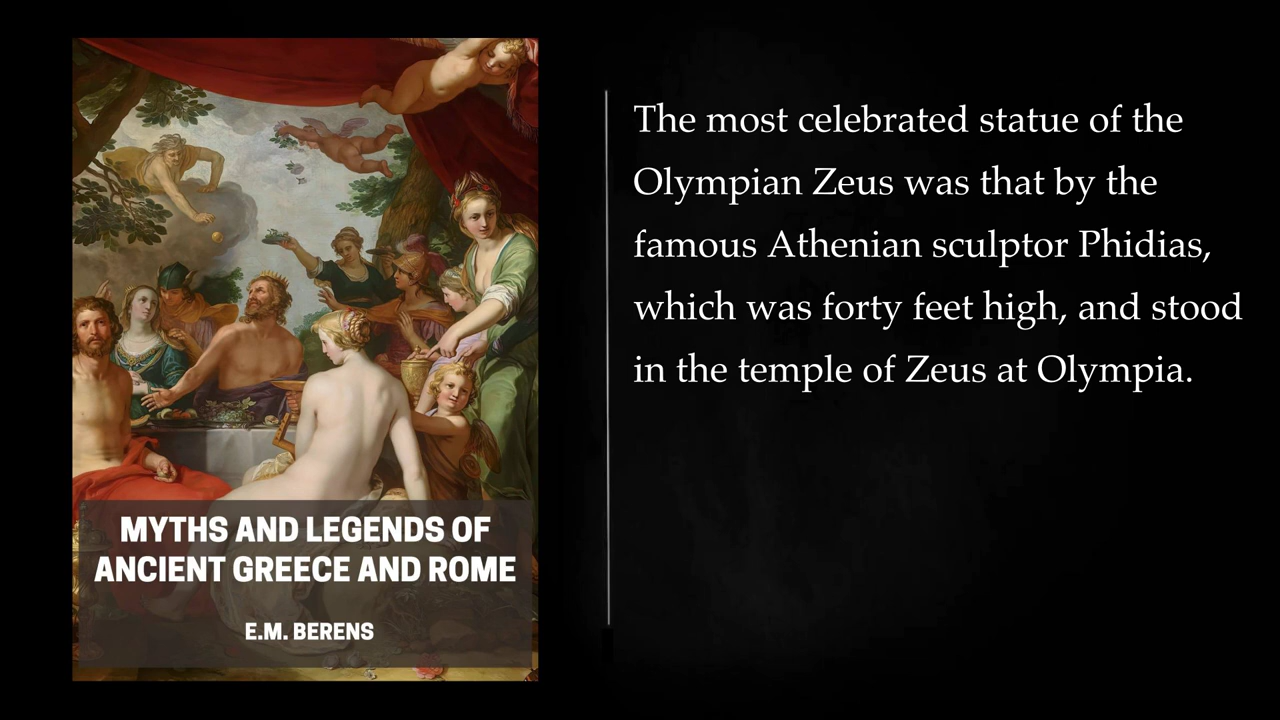 MYTHS AND LEGENDS OF
ANCIENT GREECE AND ROME
E.M. BERENS
The most celebrated statue of the
Olympian Zeus was that by the
famous Athenian sculptor Phidias,
which was forty feet high, and stood
in the temple of Zeus at Olympia.